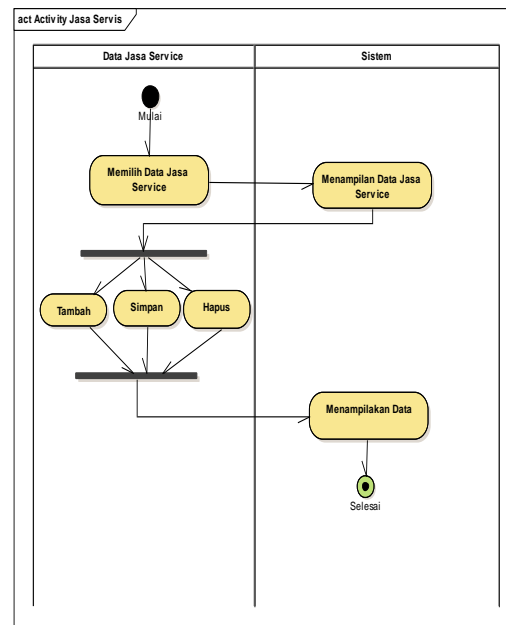 act Activity Jasa Servis
Data Jasa Service
Sistem
Mulai
Memilih Data Jasa
Service
Menampilan Data Jasa
Service
Tambah
Simpan
Hapus
Menampilakan Data
Selesai